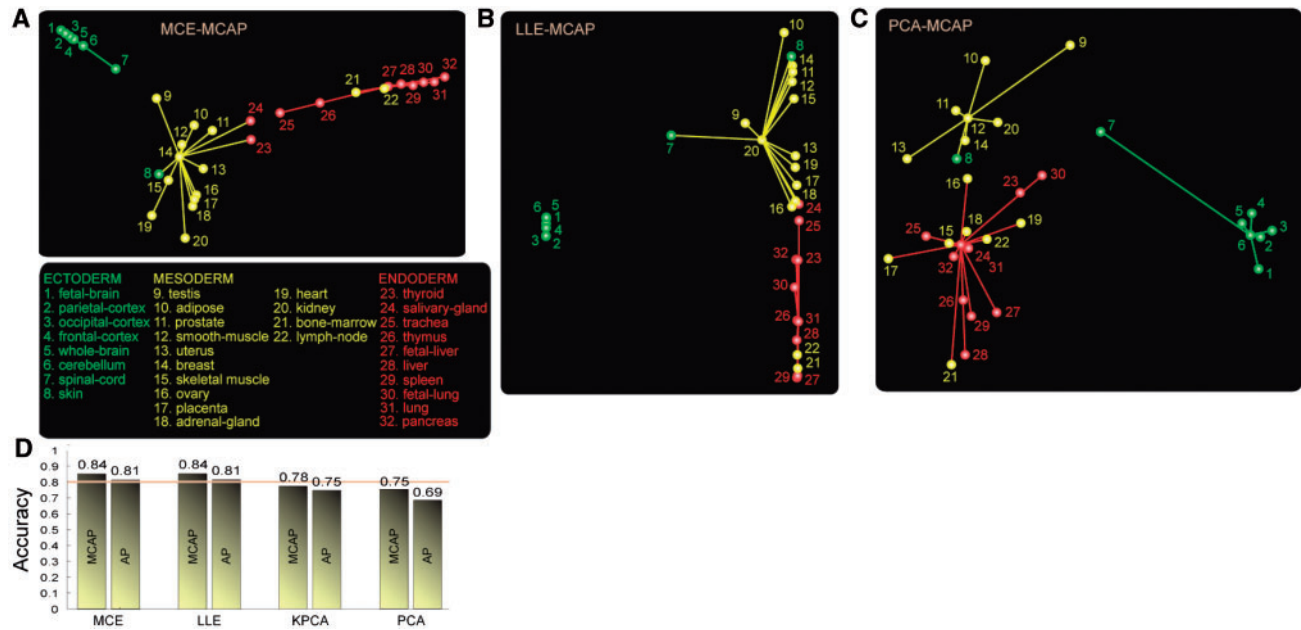 A
MCE-MCAP
1
2
3
4
5
6
7
8
9
10
11
12
13
14
15
16
17
18
19
20
21
22
23
24
25
26
27
28
29
30
31
32
B
LLE-MCAP
10
8
14
11
12
15
9
7
20
13
19
17
18
16
24
25
6
5
1
4
3
2
32
23
30
26
31
28
22
21
29
27
C
PCA-MCAP
9
10
11
12
20
13
14
8
7
16
23
30
18
19
15
22
25
17
32
24
31
26
29
27
28
21
4
5
3
6
2
1
ECTODERM
1. fetal-brain
2. parietal-cortex
3. occipital-cortex
4. frontal-cortex
5. whole-brain
6. cerebellum
7. spinal-cord
8. skin
MESODERM
9. testis
10. adipose
11. prostate
12. smooth-muscle
13. uterus
14. breast
15. skeletal muscle
16. ovary
17. placenta
18. adrenal-gland
19. heart
20. kidney
21. bone-marrow
22. lymph-node
ENDODERM
23. thyroid
24. salivary-gland
25. trachea
26. thymus
27. fetal-liver
28. liver
29. spleen
30. fetal-lung
31. lung
32. pancreas
D
Accuracy
1
0.9
0.8
0.7
0.6
0.5
0.4
0.3
0.2
0.1
0
0.84
0.81
0.84
0.81
0.78
0.75
0.75
0.69
MCAP
AP
MCAP
AP
MCAP
AP
MCAP
AP
MCE
LLE
KPCA
PCA